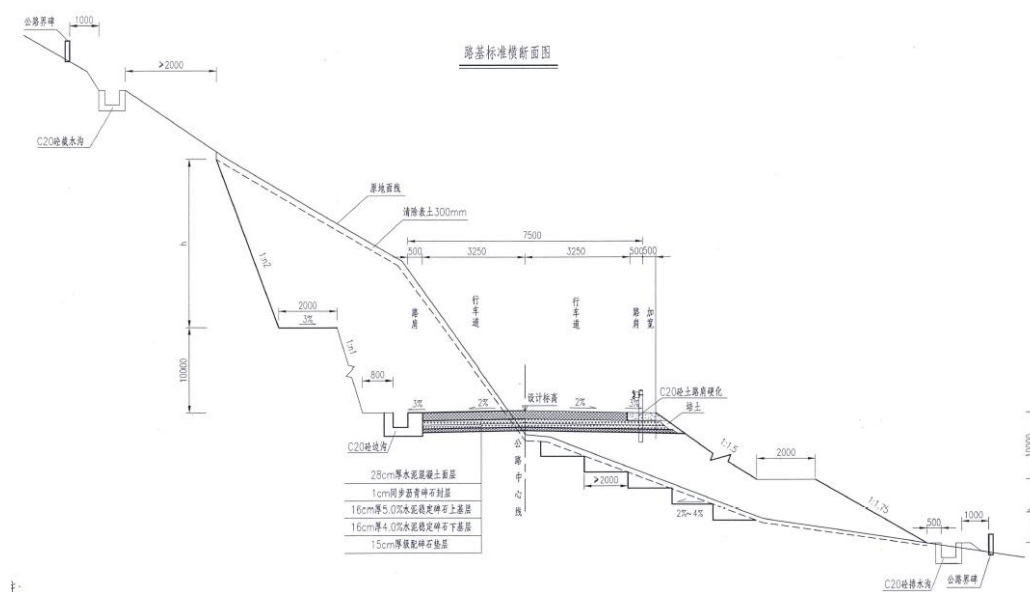 公路界碑
1000
路基标准横断面图
≥2000
C20砼截水沟
原地面线
清除表土300mm
7500
500
3250
3250
500
500
h
1:n2
2000
3%
路肩
行车道
行车道
路肩
加宽
10000
1:n1
800
C20砼土路肩硬化
3%
2%
设计标高
2%
3%
培土
C20砼边沟
1:1.5
2000
10000
28cm厚水泥混凝土面层
1cm同步沥青碎石封层
16cm厚5.0%水泥稳定碎石上基层
16cm厚4.0%水泥稳定碎石下基层
15cm厚级配碎石垫层
公路中心线
≥2000
2%~4%
1:1.75
500
1000
C20砼排水沟
公路界碑